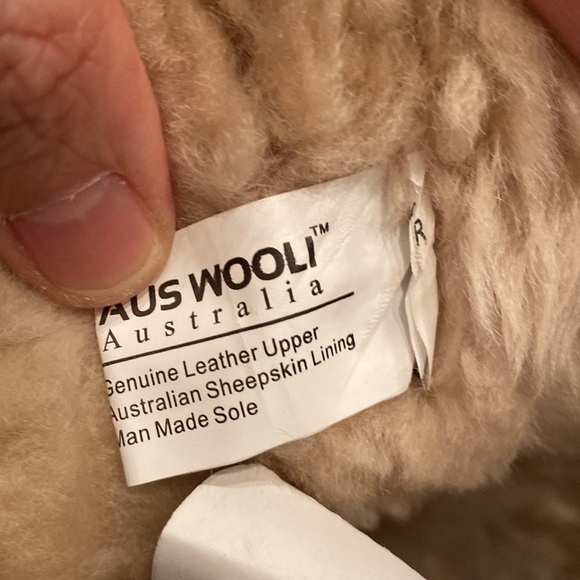 AUS WOOLI™
Australia
Genuine Leather Upper
Australian Sheepskin Lining
Man Made Sole
R